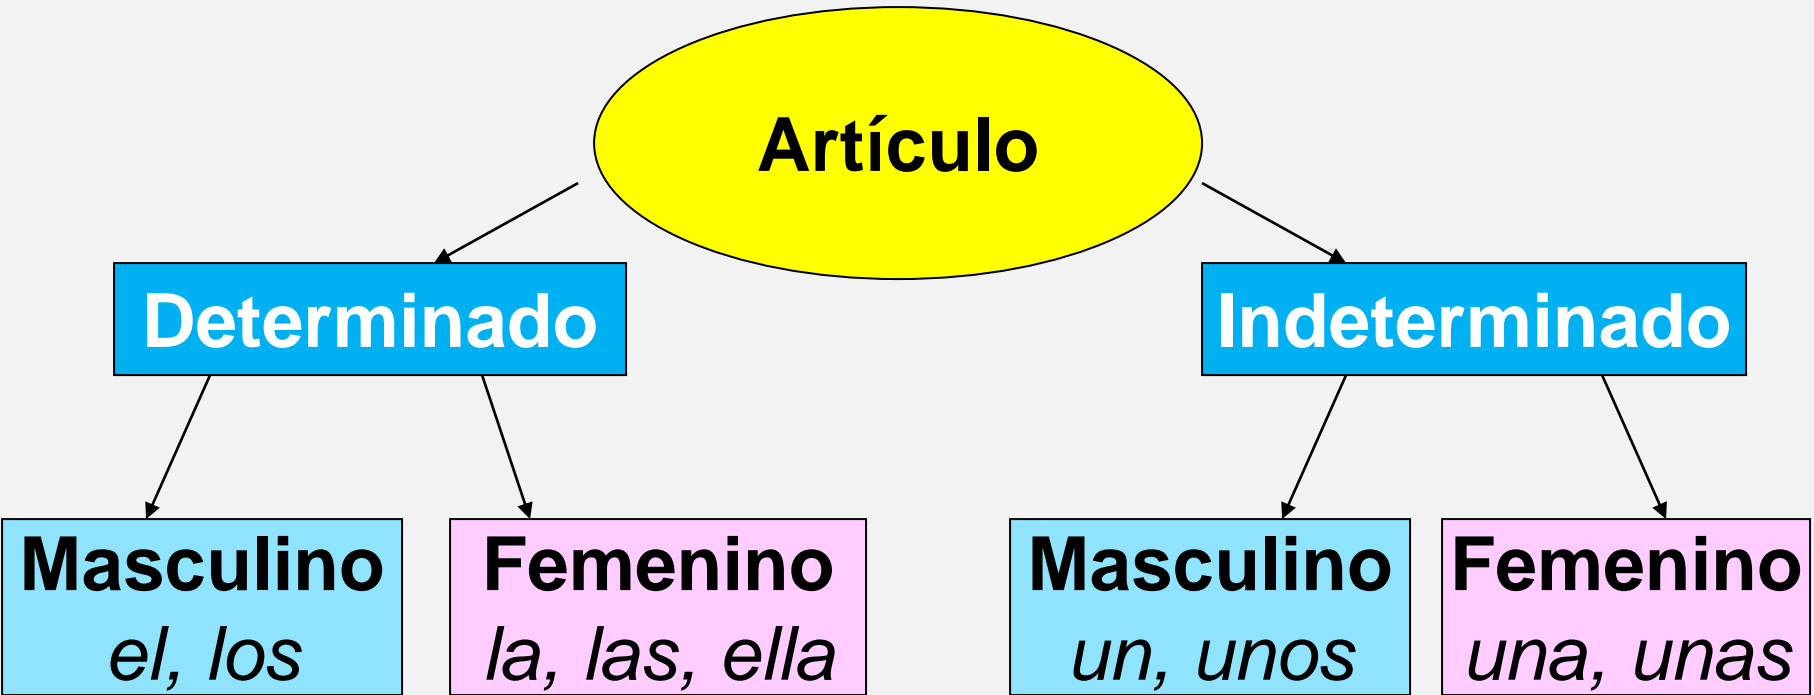 Artículo
Determinado
Indeterminado
Masculino
el, los
Femenino
la, las, ella
Masculino
un, unos
Femenino
una, unas